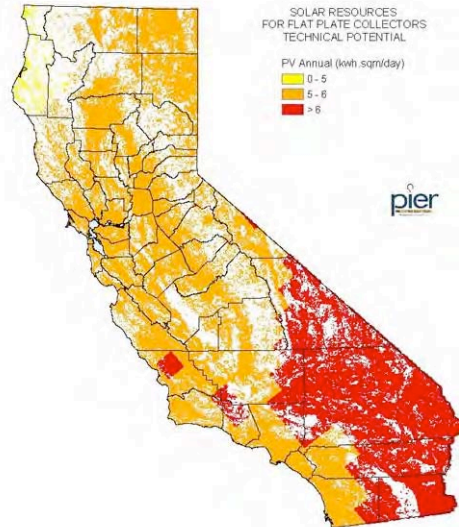 SOLAR RESOURCES
FOR FLAT PLATE COLLECTORS
TECHNICAL POTENTIAL
PV Annual (kwh.sqm/day)
0 - 5
5 - 6
> 6
pier